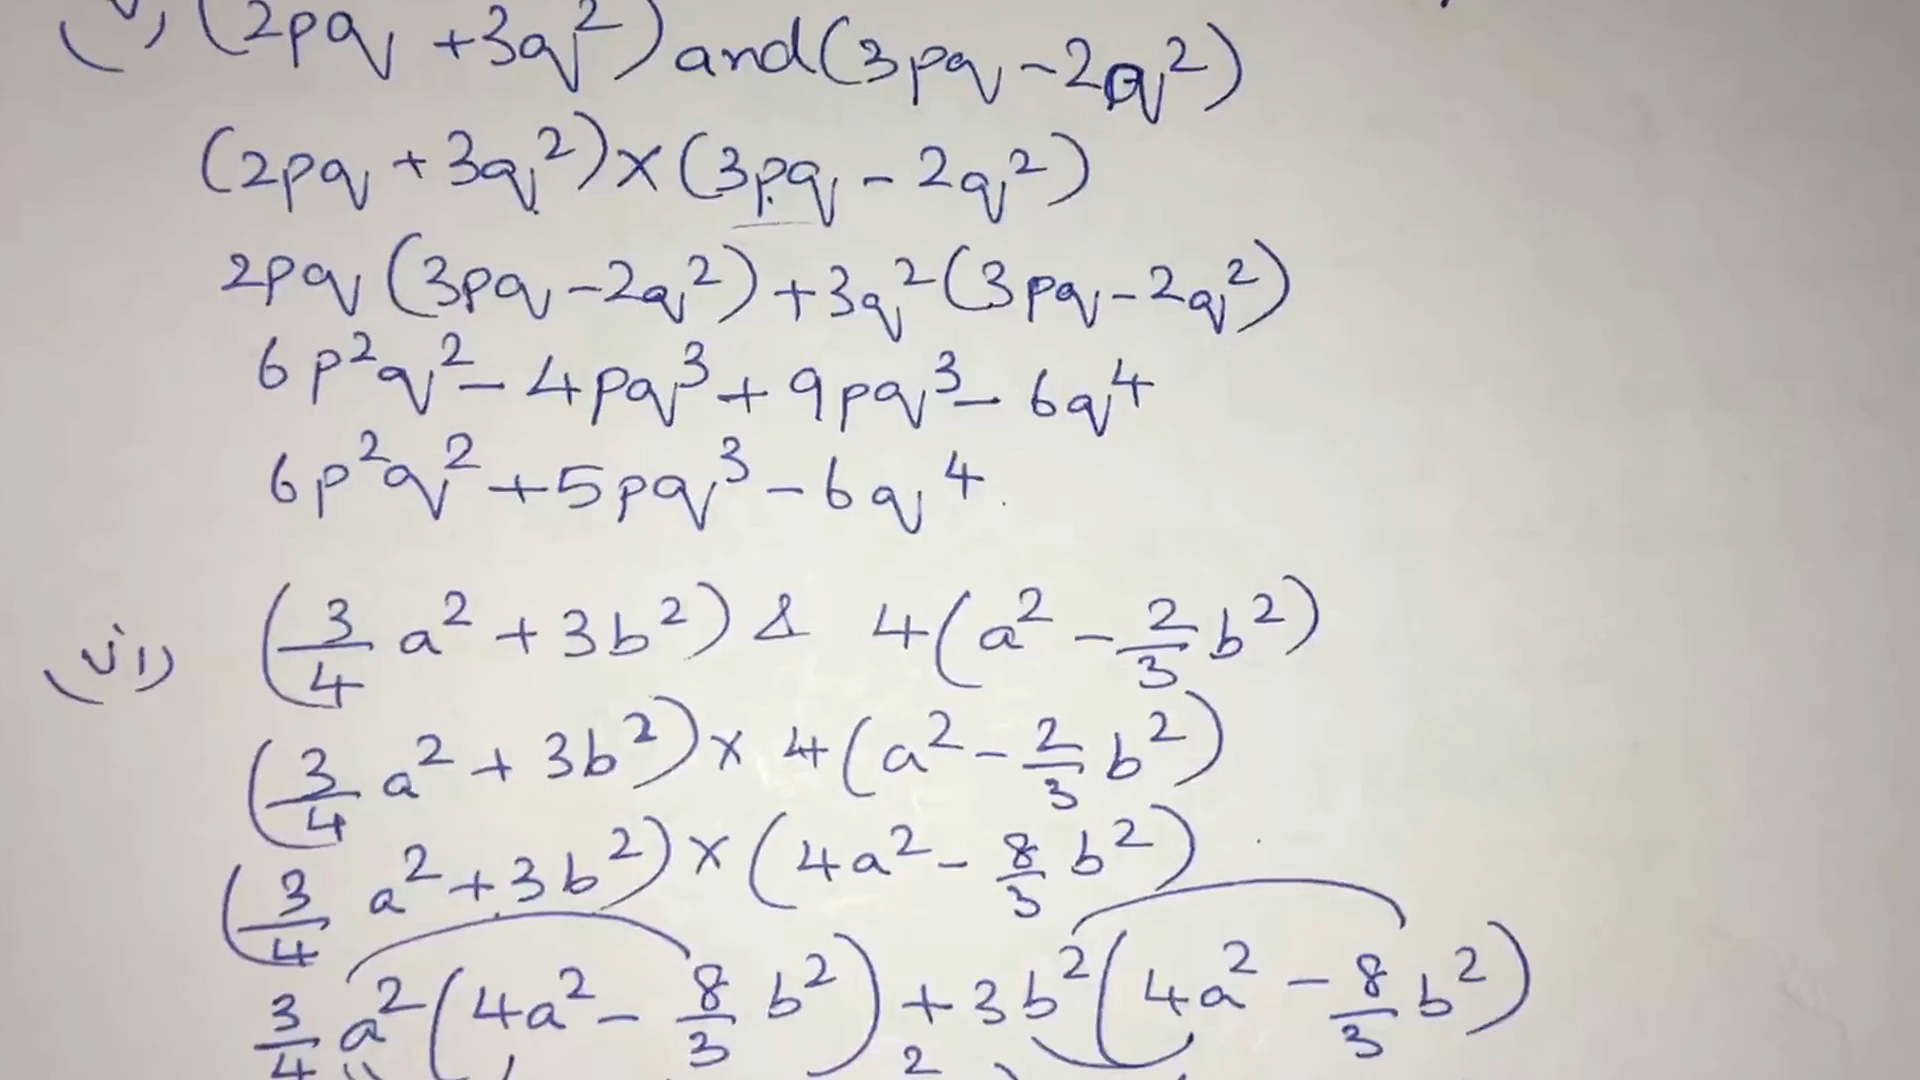 (v) (2pq + 3q²) and (3pq - 2q²)
(2pq + 3q²) × (3pq - 2q²)
2pq (3pq - 2q²) + 3q² (3pq - 2q²)
6p²q² - 4pq³ + 9pq³ - 6q⁴
6p²q² + 5pq³ - 6q⁴.
(vi) (3/4 a² + 3b²) & 4(a² - 2/3 b²)
(3/4 a² + 3b²) × 4(a² - 2/3 b²)
(3/4 a² + 3b²) × (4a² - 8/3 b²)
3/4 a² (4a² - 8/3 b²) + 3b² (4a² - 8/3 b²)
2